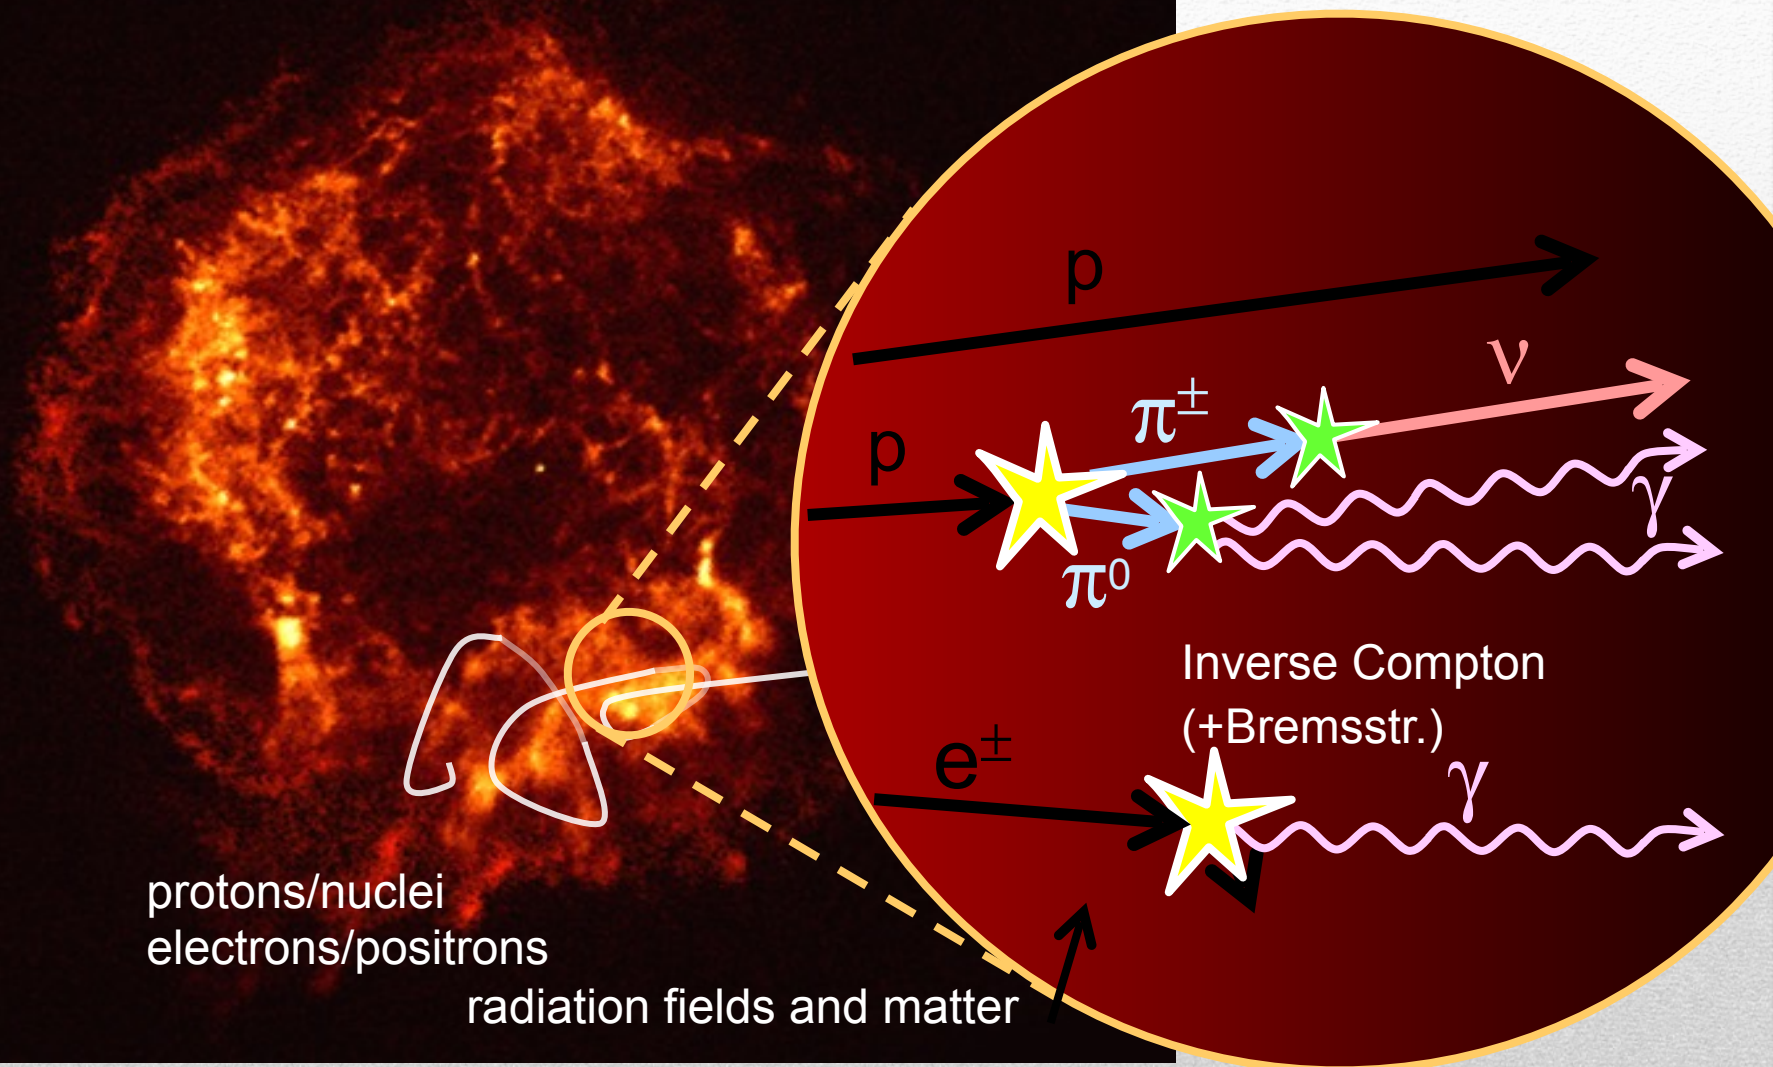 p
ν
π±
p
γ
π⁰
Inverse Compton
(+Bremsstr.)
e±
γ
protons/nuclei
electrons/positrons
radiation fields and matter